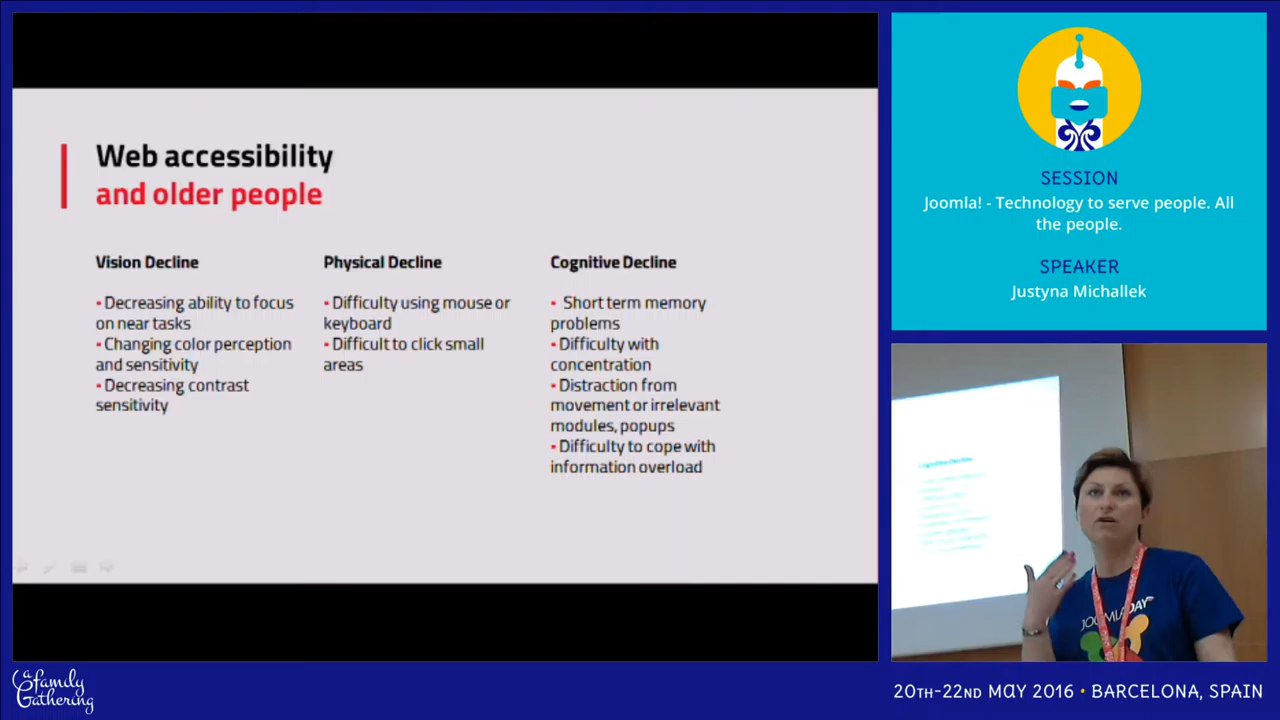 Web accessibility
and older people
Vision Decline
▪ Decreasing ability to focus
on near tasks
▪ Changing color perception
and sensitivity
▪ Decreasing contrast
sensitivity
Physical Decline
▪ Difficulty using mouse or
keyboard
▪ Difficult to click small
areas
Cognitive Decline
▪ Short term memory
problems
▪ Difficulty with
concentration
▪ Distraction from
movement or irrelevant
modules, popups
▪ Difficulty to cope with
information overload
SESSION
Joomla! - Technology to serve people. All
the people.
SPEAKER
Justyna Michallek
Cognitive Decline
JOOMLADAY
a family
Gathering
20TH-22ND MAY 2016 • BARCELONA, SPAIN